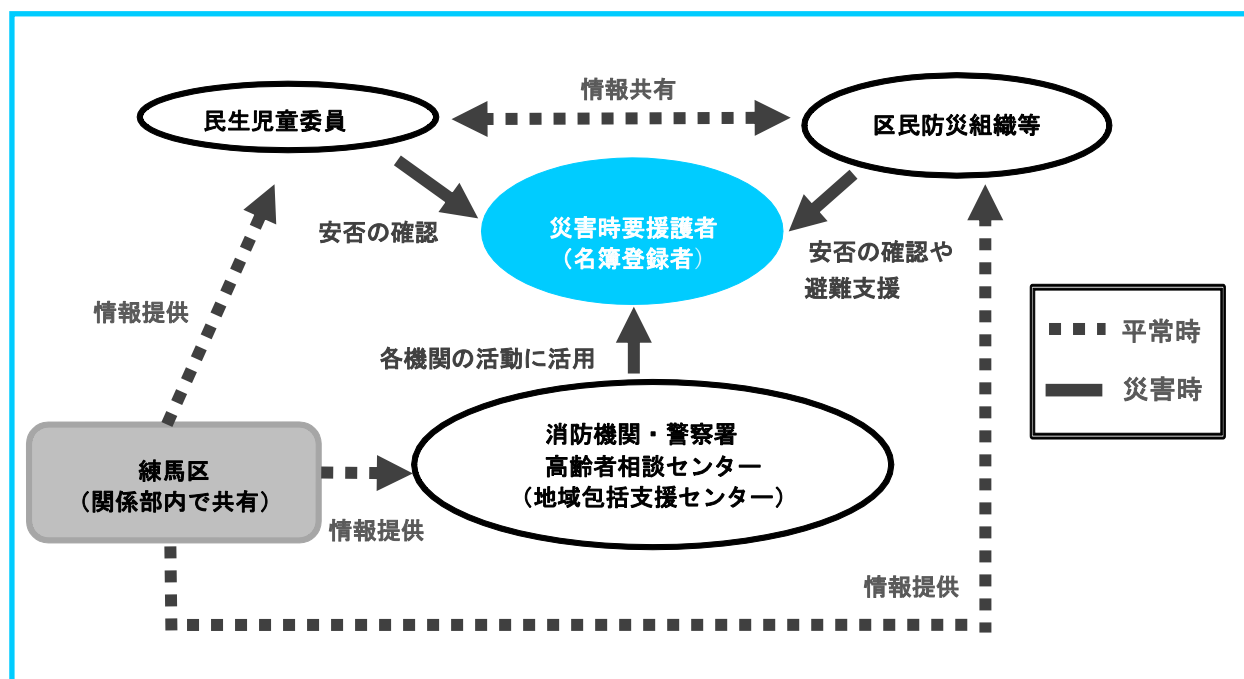 情報共有
民生児童委員
区民防災組織等
安否の確認
災害時要援護者
（名簿登録者）
安否の確認や
避難支援
情報提供
平常時
災害時
各機関の活動に活用
消防機関・警察署
高齢者相談センター
（地域包括支援センター）
練馬区
（関係部内で共有）
情報提供
情報提供